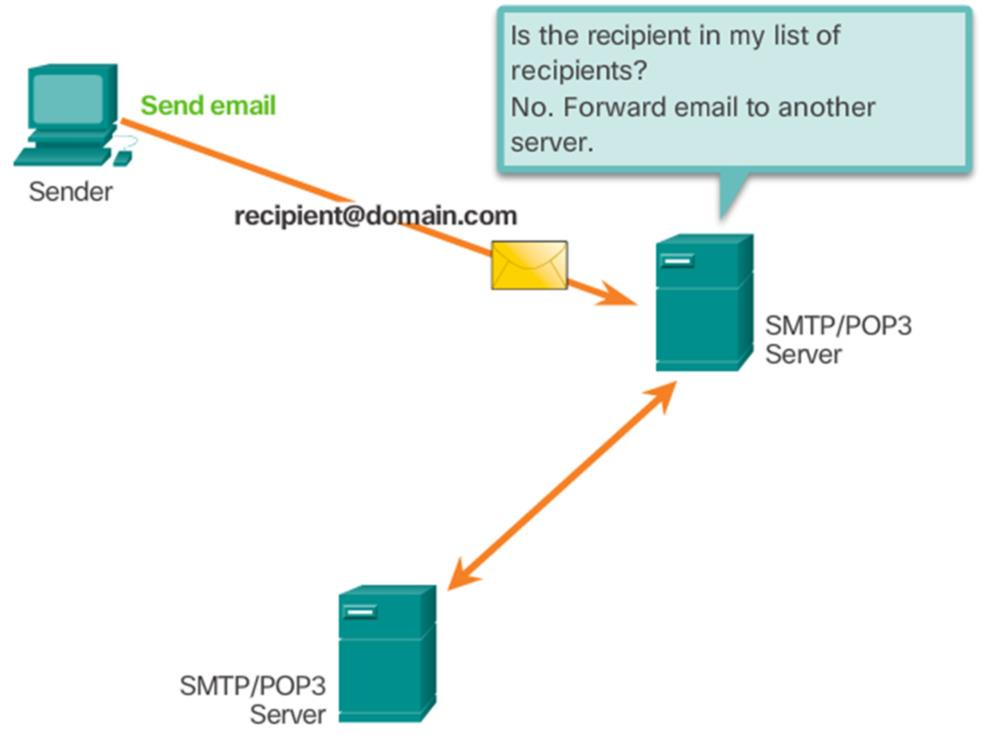 Is the recipient in my list of
recipients?
No. Forward email to another
server.
Send email
Sender
recipient@domain.com
SMTP/POP3
Server
SMTP/POP3
Server